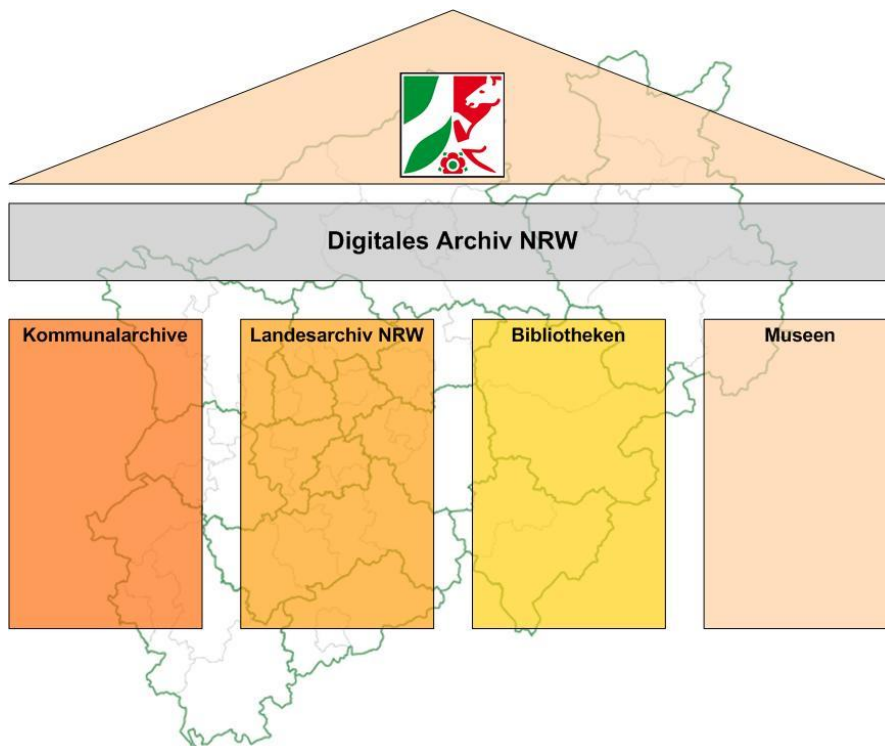 Digitales Archiv NRW
Kommunalarchive
Landesarchiv NRW
Bibliotheken
Museen